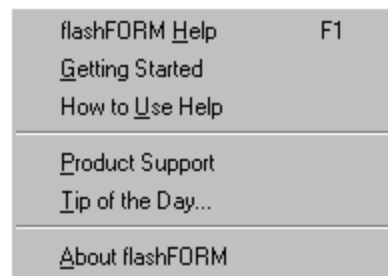 flashFORM Help F1
Getting Started
How to Use Help
Product Support
Tip of the Day...
About flashFORM